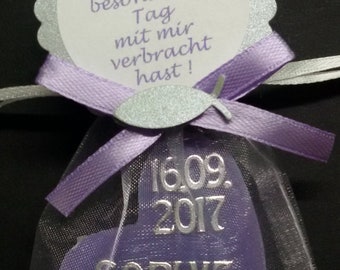 Tag
mit mir
verbracht
hast !
16.09.
2017